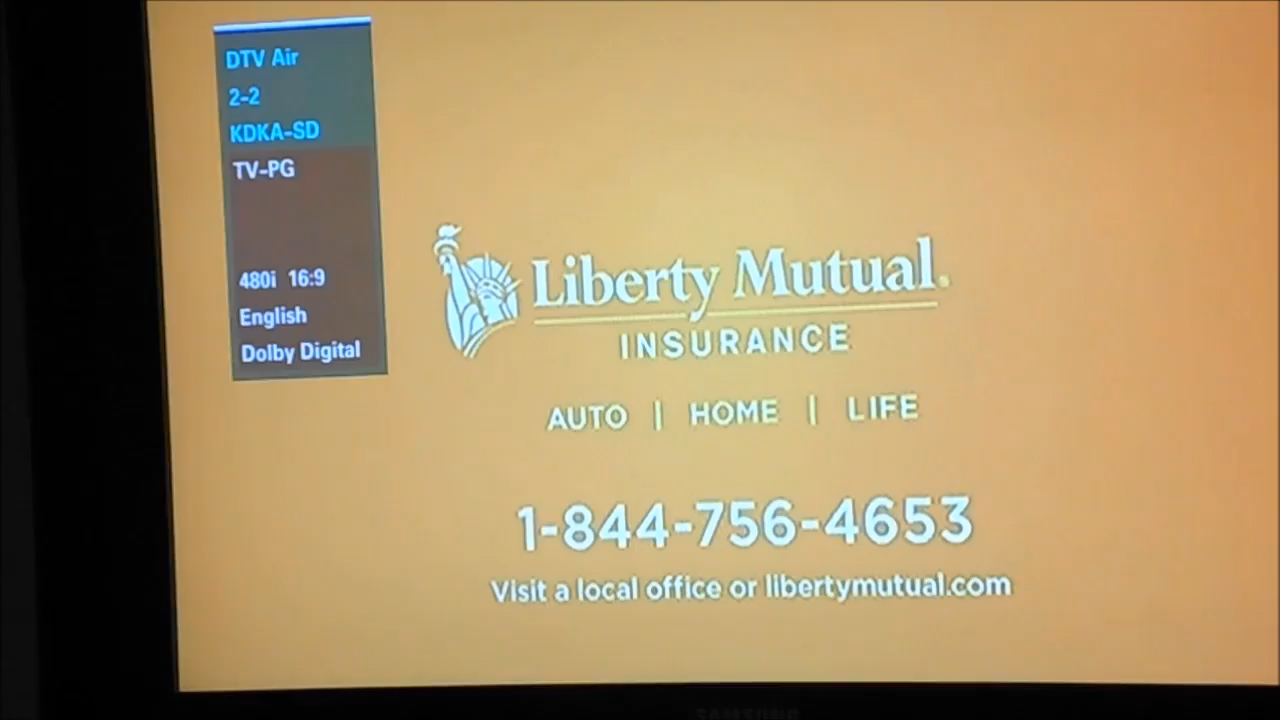 DTV Air
2-2
KDKA-SD
TV-PG
480i 16:9
English
Dolby Digital
Liberty Mutual.
INSURANCE
AUTO | HOME | LIFE
1-844-756-4653
Visit a local office or libertymutual.com
SAMSUNG